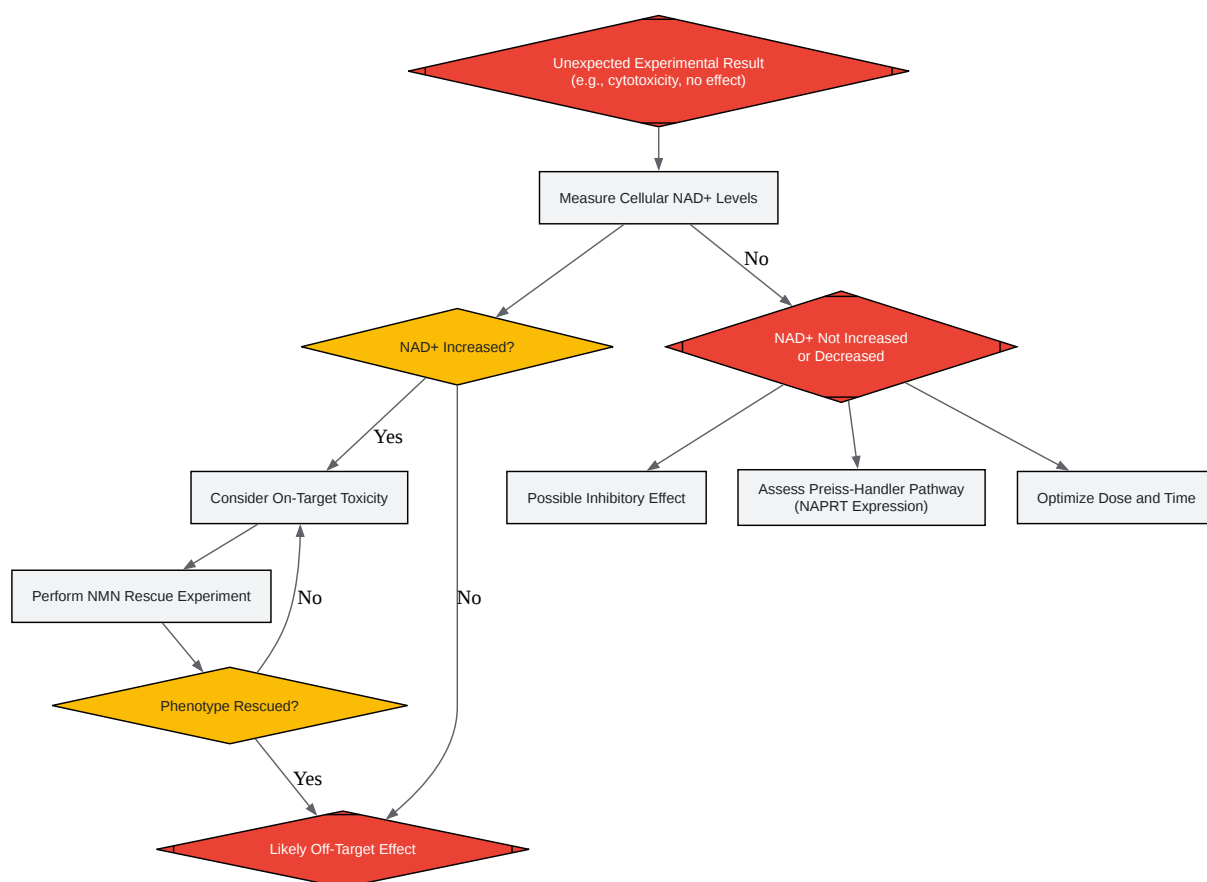 Unexpected Experimental Result
(e.g., cytotoxicity, no effect)
Measure Cellular NAD+ Levels
No
NAD+ Increased?
NAD+ Not Increased
or Decreased
Yes
Consider On-Target Toxicity
Possible Inhibitory Effect
Assess Preiss-Handler Pathway
(NAPRT Expression)
Optimize Dose and Time
Perform NMN Rescue Experiment
No
No
Phenotype Rescued?
Yes
Likely Off-Target Effect